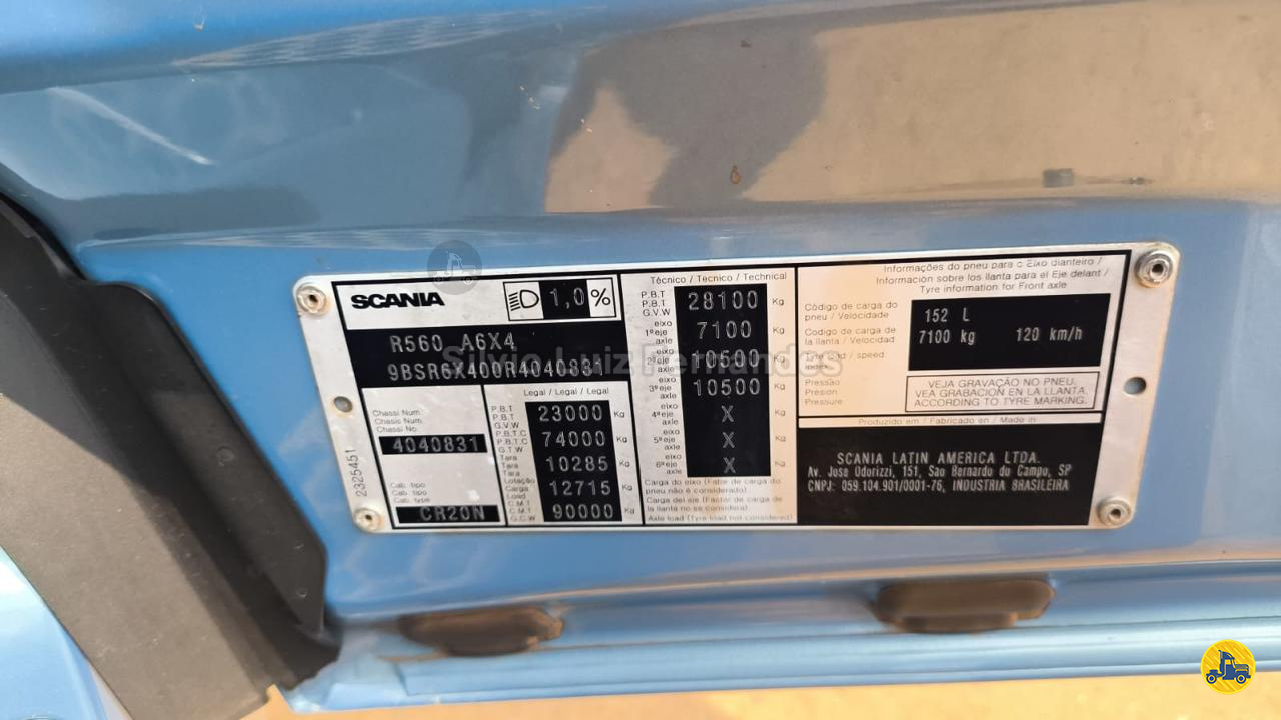 SCANIA
1,0%
R560 A6X4
9BSR6X400R4040831
Silvio Luiz Fernandes
Chassi Num.
Chasis Num.
Chassi No.
4040831
Cab. tipo
Cab. tipo
Cab. type
CR20N
2325451
Legal / Legal / Legal
P.B.T
P.B.T
G.V.W
23000 Kg
P.B.T.C
P.B.T.C
G.T.W
74000 Kg
Tara
Tara
Tara
10285 Kg
Lotação
Carga
Load
12715 Kg
C.M.T
C.M.T
G.C.W
90000 Kg
Técnico / Tecnico / Technical
P.B.T
P.B.T
G.V.W
28100 Kg
eixo
1º eje
axle
7100 Kg
eixo
2º eje
axle
10500 Kg
eixo
3º eje
axle
10500 Kg
eixo
4º eje
axle
X Kg
eixo
5º eje
axle
X Kg
eixo
6º eje
axle
X Kg
Carga do eixo (Fator de carga do
pneu não é considerado)
Carga del eje (Factor de carga de
la llanta no es considerado)
Axle load (Tyre load not considered)
Informações do pneu para o Eixo dianteiro /
Información sobre los llanta para el Eje delant /
Tyre information for Front axle
Código de carga do
pneu / Velocidade
Codigo de carga de
la llanta / Velocidad
/ speed
152 L
7100 kg 120 km/h
Pressão
Presion
Pressure
VEJA GRAVAÇÃO NO PNEU.
VEA GRABACION EN LA LLANTA.
ACCORDING TO TYRE MARKING.
Produzido em / Fabricado en / Made in:
SCANIA LATIN AMERICA LTDA.
Av. Jose Odorizzi, 151, Sao Bernardo do Campo, SP
CNPJ: 059.104.901/0001-76, INDUSTRIA BRASILEIRA